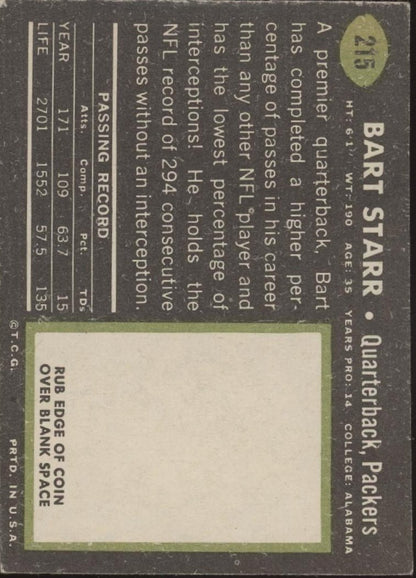 215
BART STARR • Quarterback, Packers
HT: 6'1" WT: 190 AGE: 35 YEARS PRO: 14 COLLEGE: ALABAMA
A premier quarterback, Bart
has completed a higher per-
centage of passes in his career
than any other NFL player and
has the lowest percentage of
interceptions! He holds the
NFL record of 294 consecutive
passes without an interception.
PASSING RECORD
Atts. Comp. Pct. TDs
YEAR 171 109 63.7 15
LIFE 2701 1552 57.5 135
RUB EDGE OF COIN
OVER BLANK SPACE
©T.C.G. PRTD. IN U.S.A.